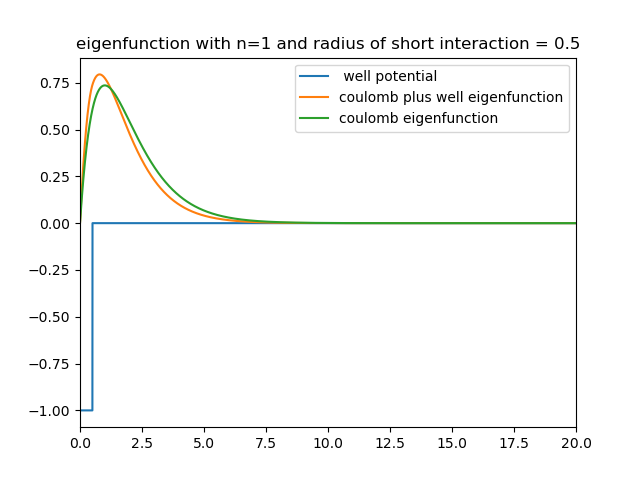 eigenfunction with n=1 and radius of short interaction = 0.5
well potential
coulomb plus well eigenfunction
coulomb eigenfunction
0.75
0.50
0.25
0.00
−0.25
−0.50
−0.75
−1.00
0.0 2.5 5.0 7.5 10.0 12.5 15.0 17.5 20.0